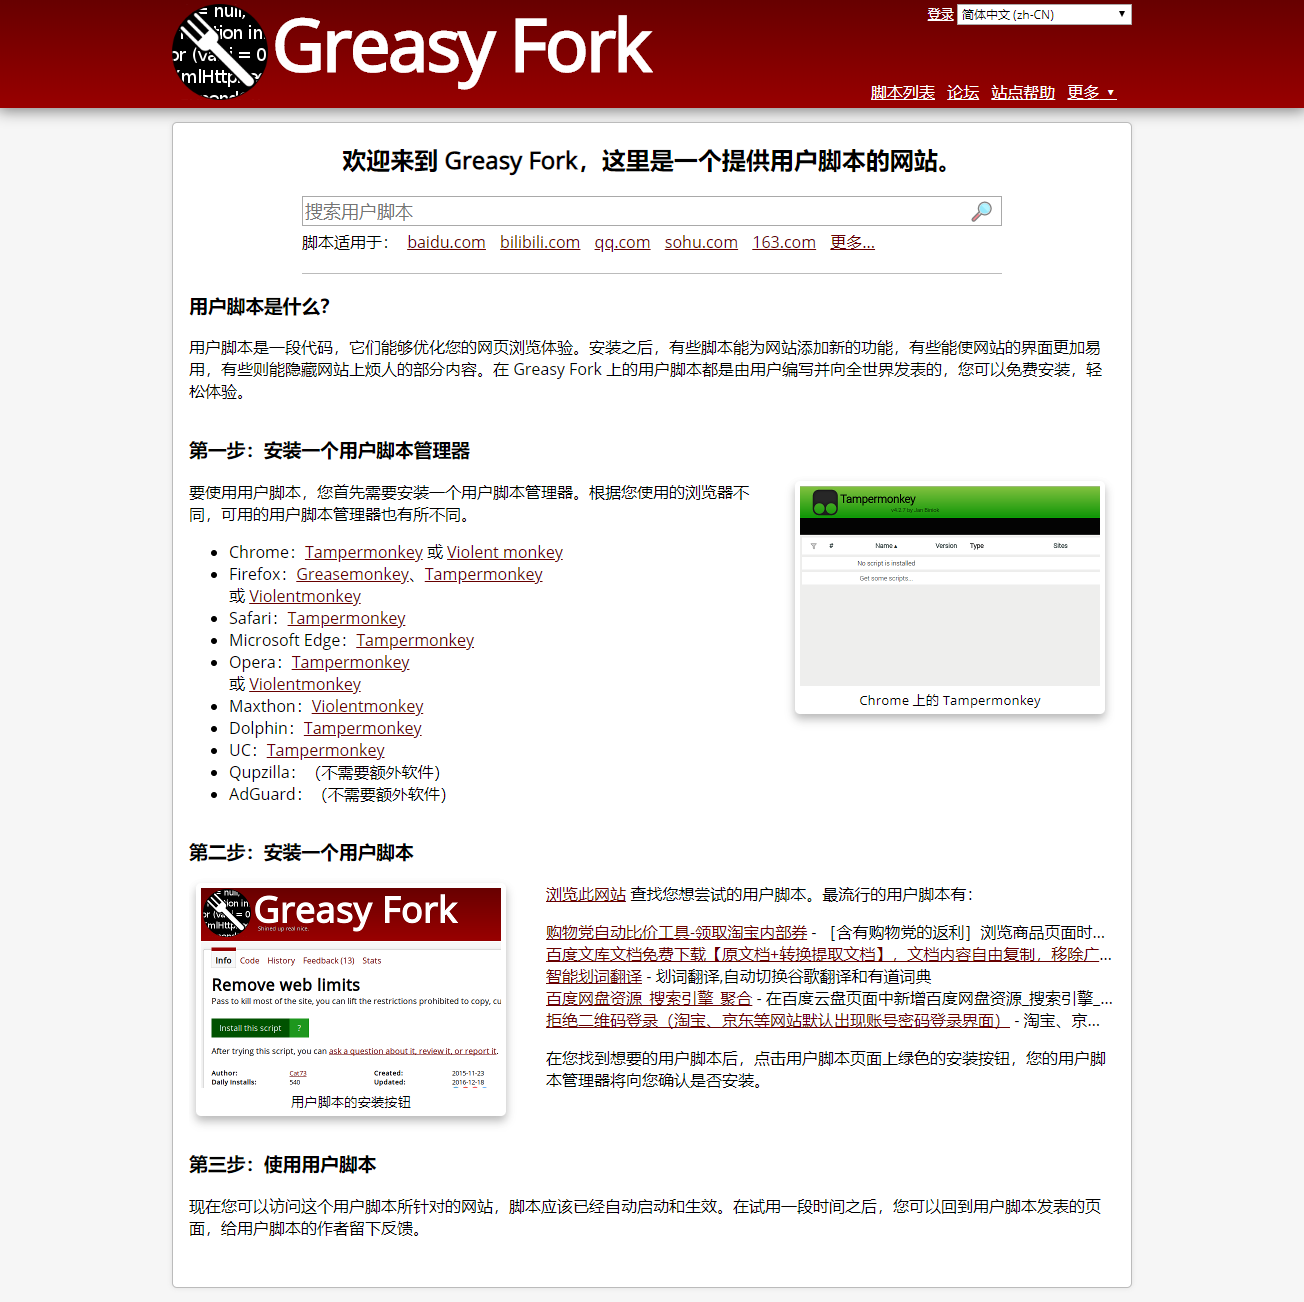 = null,
function in
or (var i = 0
Greasy Fork
登录 简体中文 (zh-CN)
脚本列表 论坛 站点帮助 更多 ▼
欢迎来到 Greasy Fork，这里是一个提供用户脚本的网站。
搜索用户脚本
脚本适用于： baidu.com bilibili.com qq.com sohu.com 163.com 更多...
用户脚本是什么？
用户脚本是一段代码，它们能够优化您的网页浏览体验。安装之后，有些脚本能为网站添加新的功能，有些能使网站的界面更加易
用，有些则能隐藏网站上烦人的部分内容。在 Greasy Fork 上的用户脚本都是由用户编写并向全世界发表的，您可以免费安装，轻
松体验。
第一步：安装一个用户脚本管理器
要使用用户脚本，您首先需要安装一个用户脚本管理器。根据您使用的浏览器不
同，可用的用户脚本管理器也有所不同。
Chrome：Tampermonkey 或 Violent monkey
Firefox：Greasemonkey、Tampermonkey
或 Violentmonkey
Safari：Tampermonkey
Microsoft Edge：Tampermonkey
Opera：Tampermonkey
或 Violentmonkey
Maxthon：Violentmonkey
Dolphin：Tampermonkey
UC：Tampermonkey
Qupzilla：（不需要额外软件）
AdGuard：（不需要额外软件）
Tampermonkey
v4.2.7 by Jan Biniok
# Name ▴ Version Type Sites
No script is installed
Get some scripts...
Chrome 上的 Tampermonkey
第二步：安装一个用户脚本
Greasy Fork
Shined up real nice.
Info Code History Feedback (13) Stats
Remove web limits
Pass to kill most of the site, you can lift the restrictions prohibited to copy, cu
Install this script ?
After trying this script, you can ask a question about it, review it, or report it.
Author: Cat73 Created: 2015-11-23
Daily Installs: 540 Updated: 2016-12-18
用户脚本的安装按钮
浏览此网站 查找您想尝试的用户脚本。最流行的用户脚本有：
购物党自动比价工具-领取淘宝内部券 - ［含有购物党的返利］浏览商品页面时...
百度文库文档免费下载【原文档+转换提取文档】，文档内容自由复制，移除广...
智能划词翻译 - 划词翻译,自动切换谷歌翻译和有道词典
百度网盘资源_搜索引擎_聚合 - 在百度云盘页面中新增百度网盘资源_搜索引擎_...
拒绝二维码登录（淘宝、京东等网站默认出现账号密码登录界面） - 淘宝、京...
在您找到想要的用户脚本后，点击用户脚本页面上绿色的安装按钮，您的用户脚
本管理器将向您确认是否安装。
第三步：使用用户脚本
现在您可以访问这个用户脚本所针对的网站，脚本应该已经自动启动和生效。在试用一段时间之后，您可以回到用户脚本发表的页
面，给用户脚本的作者留下反馈。